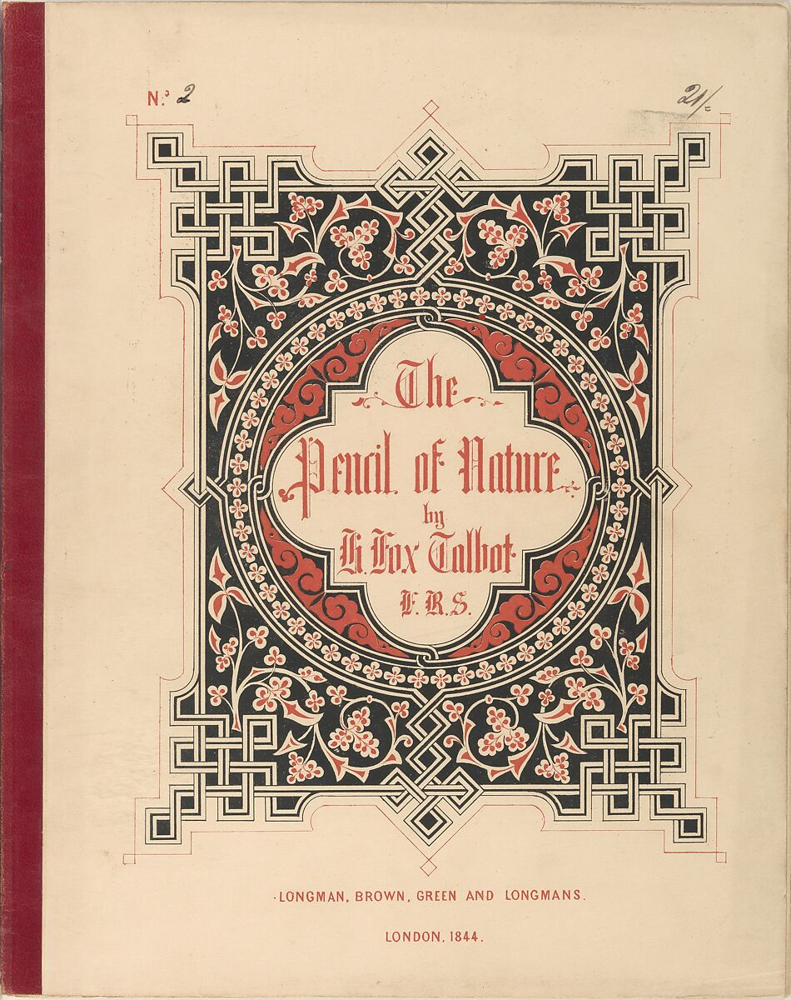 No. 2
21/=
The
Pencil of Nature
by
H. Fox Talbot
F. R. S.
LONGMAN, BROWN, GREEN AND LONGMANS.
LONDON, 1844.